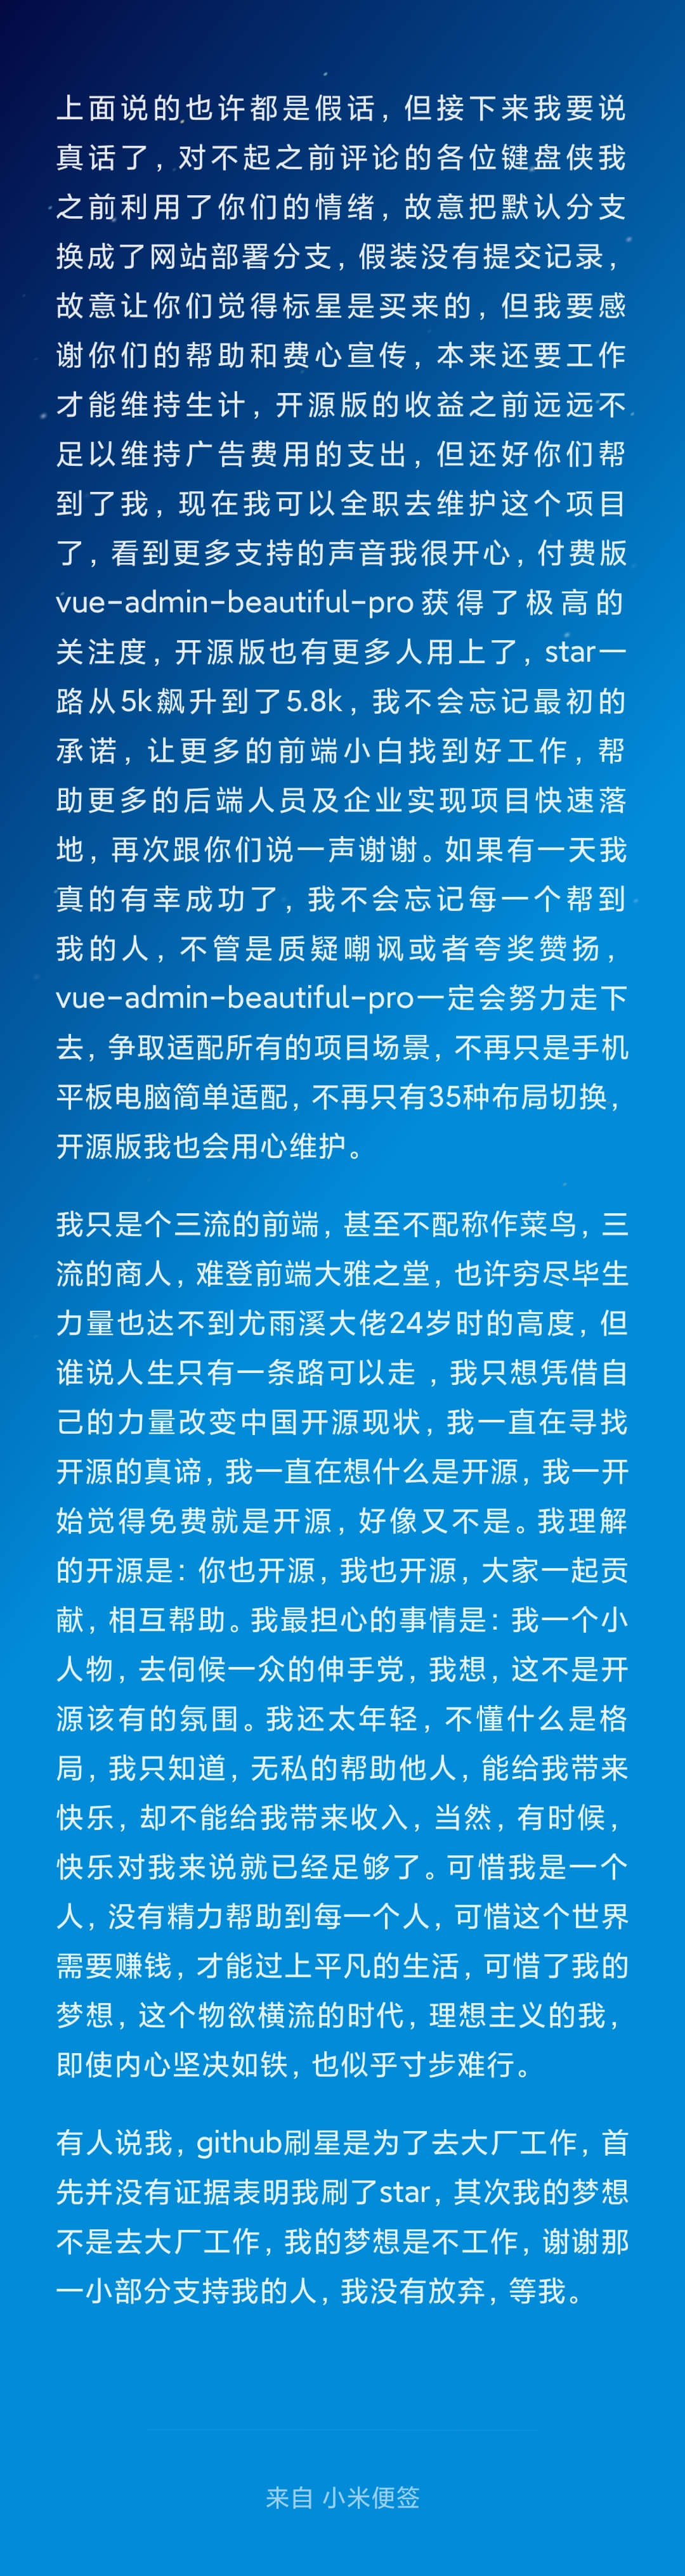 上面说的也许都是假话，但接下来我要说
真话了，对不起之前评论的各位键盘侠我
之前利用了你们的情绪，故意把默认分支
换成了网站部署分支，假装没有提交记录，
故意让你们觉得标星是买来的，但我要感
谢你们的帮助和费心宣传，本来还要工作
才能维持生计，开源版的收益之前远远不
足以维持广告费用的支出，但还好你们帮
到了我，现在我可以全职去维护这个项目
了，看到更多支持的声音我很开心，付费版
vue-admin-beautiful-pro获得了极高的
关注度，开源版也有更多人用上了，star一
路从5k飙升到了5.8k，我不会忘记最初的
承诺，让更多的前端小白找到好工作，帮
助更多的后端人员及企业实现项目快速落
地，再次跟你们说一声谢谢。如果有一天我
真的有幸成功了，我不会忘记每一个帮到
我的人，不管是质疑嘲讽或者夸奖赞扬，
vue-admin-beautiful-pro一定会努力走下
去，争取适配所有的项目场景，不再只是手机
平板电脑简单适配，不再只有35种布局切换，
开源版我也会用心维护。
我只是个三流的前端，甚至不配称作菜鸟，三
流的商人，难登前端大雅之堂，也许穷尽毕生
力量也达不到尤雨溪大佬24岁时的高度，但
谁说人生只有一条路可以走 ，我只想凭借自
己的力量改变中国开源现状，我一直在寻找
开源的真谛，我一直在想什么是开源，我一开
始觉得免费就是开源，好像又不是。我理解
的开源是：你也开源，我也开源，大家一起贡
献，相互帮助。我最担心的事情是：我一个小
人物，去伺候一众的伸手党，我想，这不是开
源该有的氛围。我还太年轻，不懂什么是格
局，我只知道，无私的帮助他人，能给我带来
快乐，却不能给我带来收入，当然，有时候，
快乐对我来说就已经足够了。可惜我是一个
人，没有精力帮助到每一个人，可惜这个世界
需要赚钱，才能过上平凡的生活，可惜了我的
梦想，这个物欲横流的时代，理想主义的我，
即使内心坚决如铁，也似乎寸步难行。
有人说我，github刷星是为了去大厂工作，首
先并没有证据表明我刷了star，其次我的梦想
不是去大厂工作，我的梦想是不工作，谢谢那
一小部分支持我的人，我没有放弃，等我。
来自 小米便签